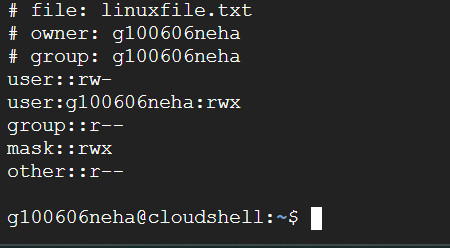 # file: linuxfile.txt
# owner: g100606neha
# group: g100606neha
user::rw-
user:g100606neha:rwx
group::r--
mask::rwx
other::r--
g100606neha@cloudshell:~$